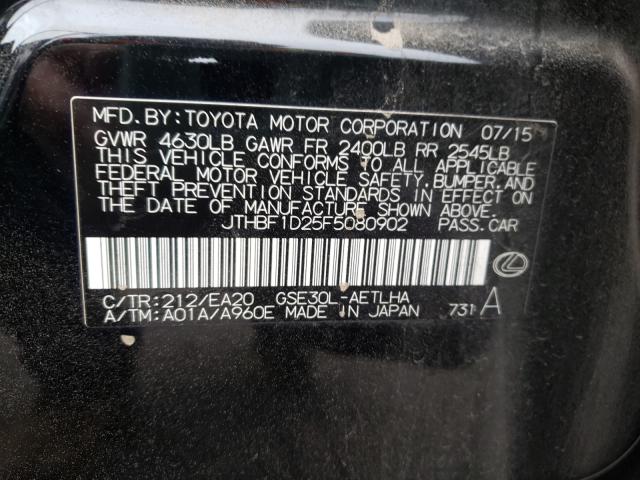 MFD. BY: TOYOTA MOTOR CORPORATION 07/15
GVWR 4630LB GAWR FR 2400LB RR 2545LB
THIS VEHICLE CONFORMS TO ALL APPLICABLE
FEDERAL MOTOR VEHICLE SAFETY, BUMPER, AND
THEFT PREVENTION STANDARDS IN EFFECT ON
THE DATE OF MANUFACTURE SHOWN ABOVE.
JTHBF1D25F5080902 PASS. CAR
C/TR: 212/EA20 GSE30L-AETLHA
A/TM: A01A/A960E MADE IN JAPAN 731 A